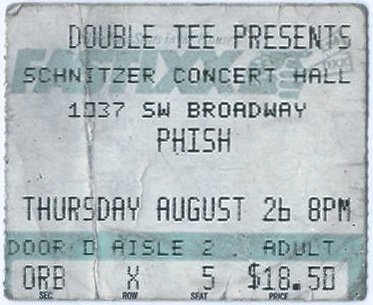 DOUBLE TEE PRESENTS
SCHNITZER CONCERT HALL
1037 SW BROADWAY
PHISH
THURSDAY AUGUST 26 8PM
DOOR D AISLE 2 ADULT
ORB X 5 $18.50
SEC ROW SEAT PRICE